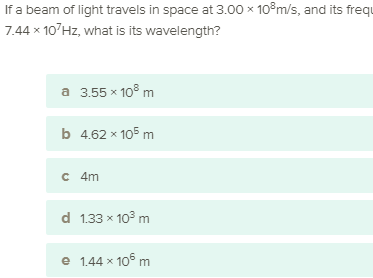 If a beam of light travels in space at 3.00 × 10⁸m/s, and its
7.44 × 10⁷Hz, what is its wavelength?
a 3.55 × 10⁸ m
b 4.62 × 10⁵ m
c 4m
d 1.33 × 10³ m
e 1.44 × 10⁶ m